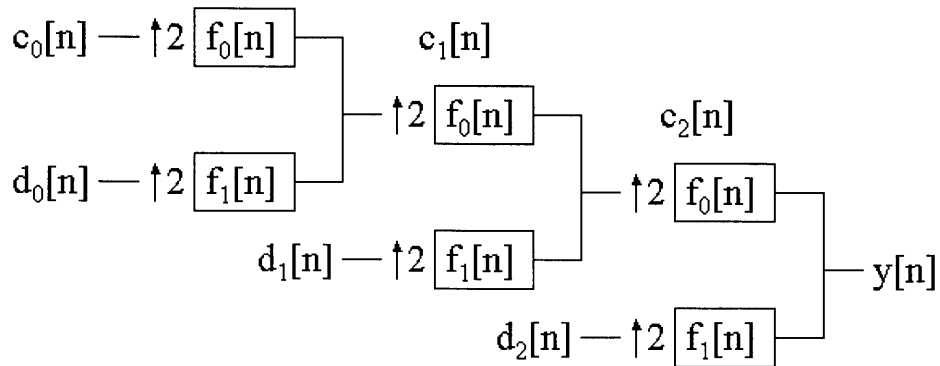 c₀[n] ↑2 f₀[n] c₁[n]
↑2 f₀[n] c₂[n]
d₀[n] ↑2 f₁[n]
↑2 f₀[n]
d₁[n] ↑2 f₁[n]
y[n]
d₂[n] ↑2 f₁[n]